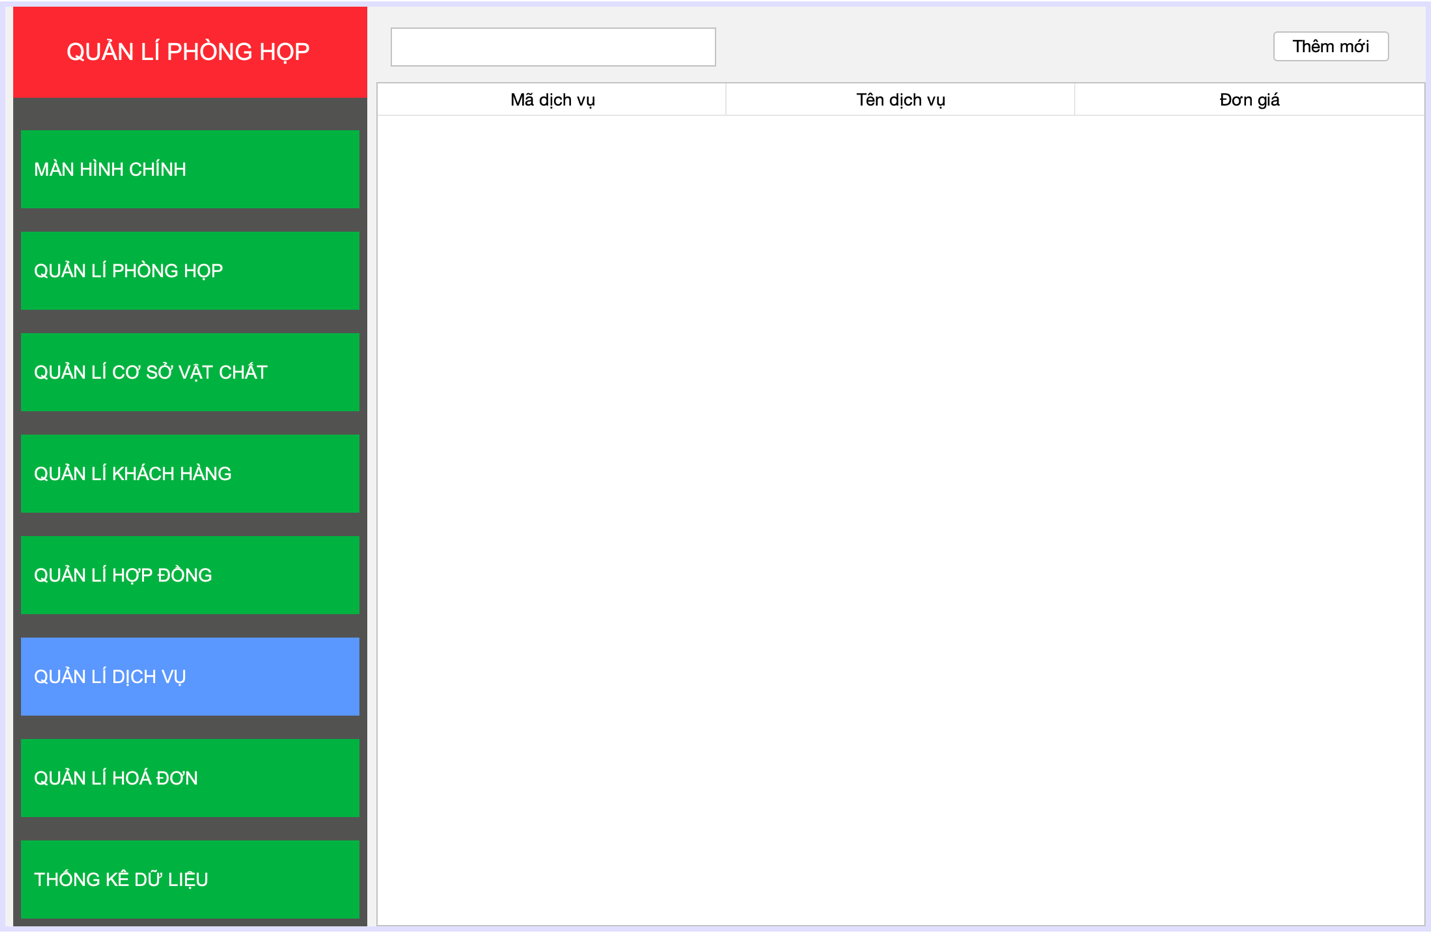 QUẢN LÍ PHÒNG HỌP
Thêm mới
Mã dịch vụ
Tên dịch vụ
Đơn giá
MÀN HÌNH CHÍNH
QUẢN LÍ PHÒNG HỌP
QUẢN LÍ CƠ SỞ VẬT CHẤT
QUẢN LÍ KHÁCH HÀNG
QUẢN LÍ HỢP ĐỒNG
QUẢN LÍ DỊCH VỤ
QUẢN LÍ HOÁ ĐƠN
THỐNG KÊ DỮ LIỆU